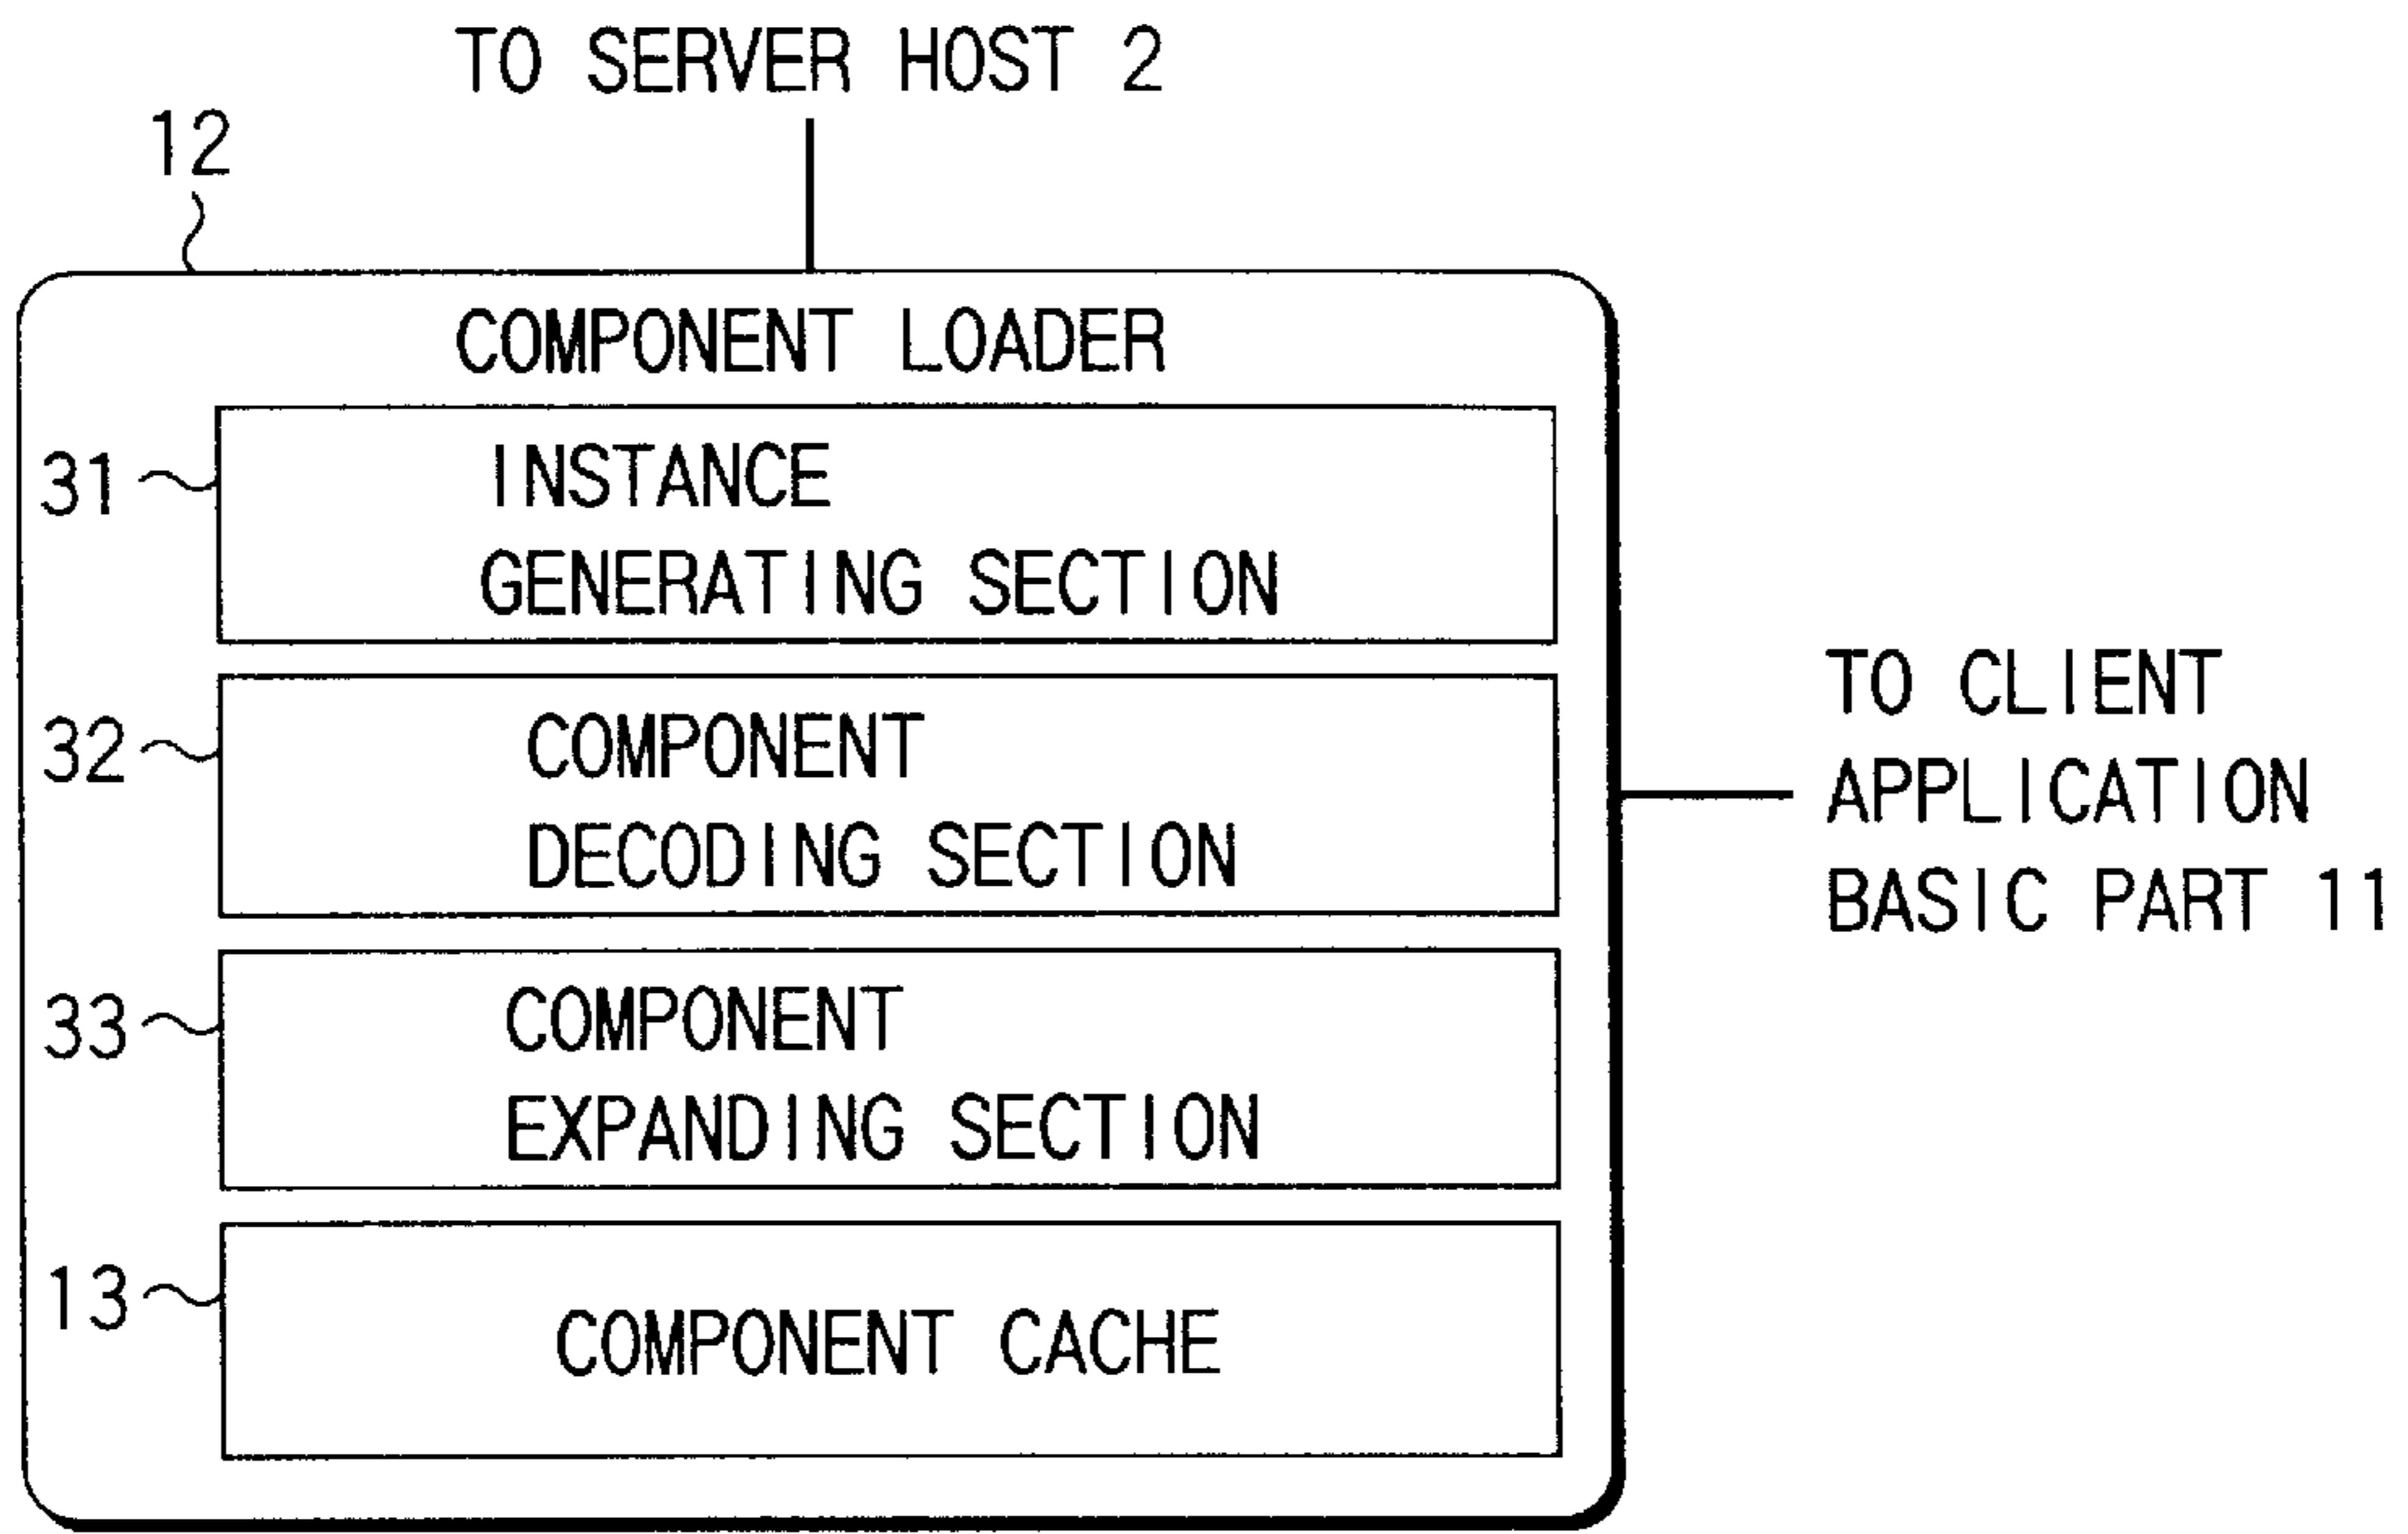 TO SERVER HOST 2
12
COMPONENT LOADER
31
INSTANCE
GENERATING SECTION
32
COMPONENT
DECODING SECTION
33
COMPONENT
EXPANDING SECTION
13
COMPONENT CACHE
TO CLIENT
APPLICATION
BASIC PART 11